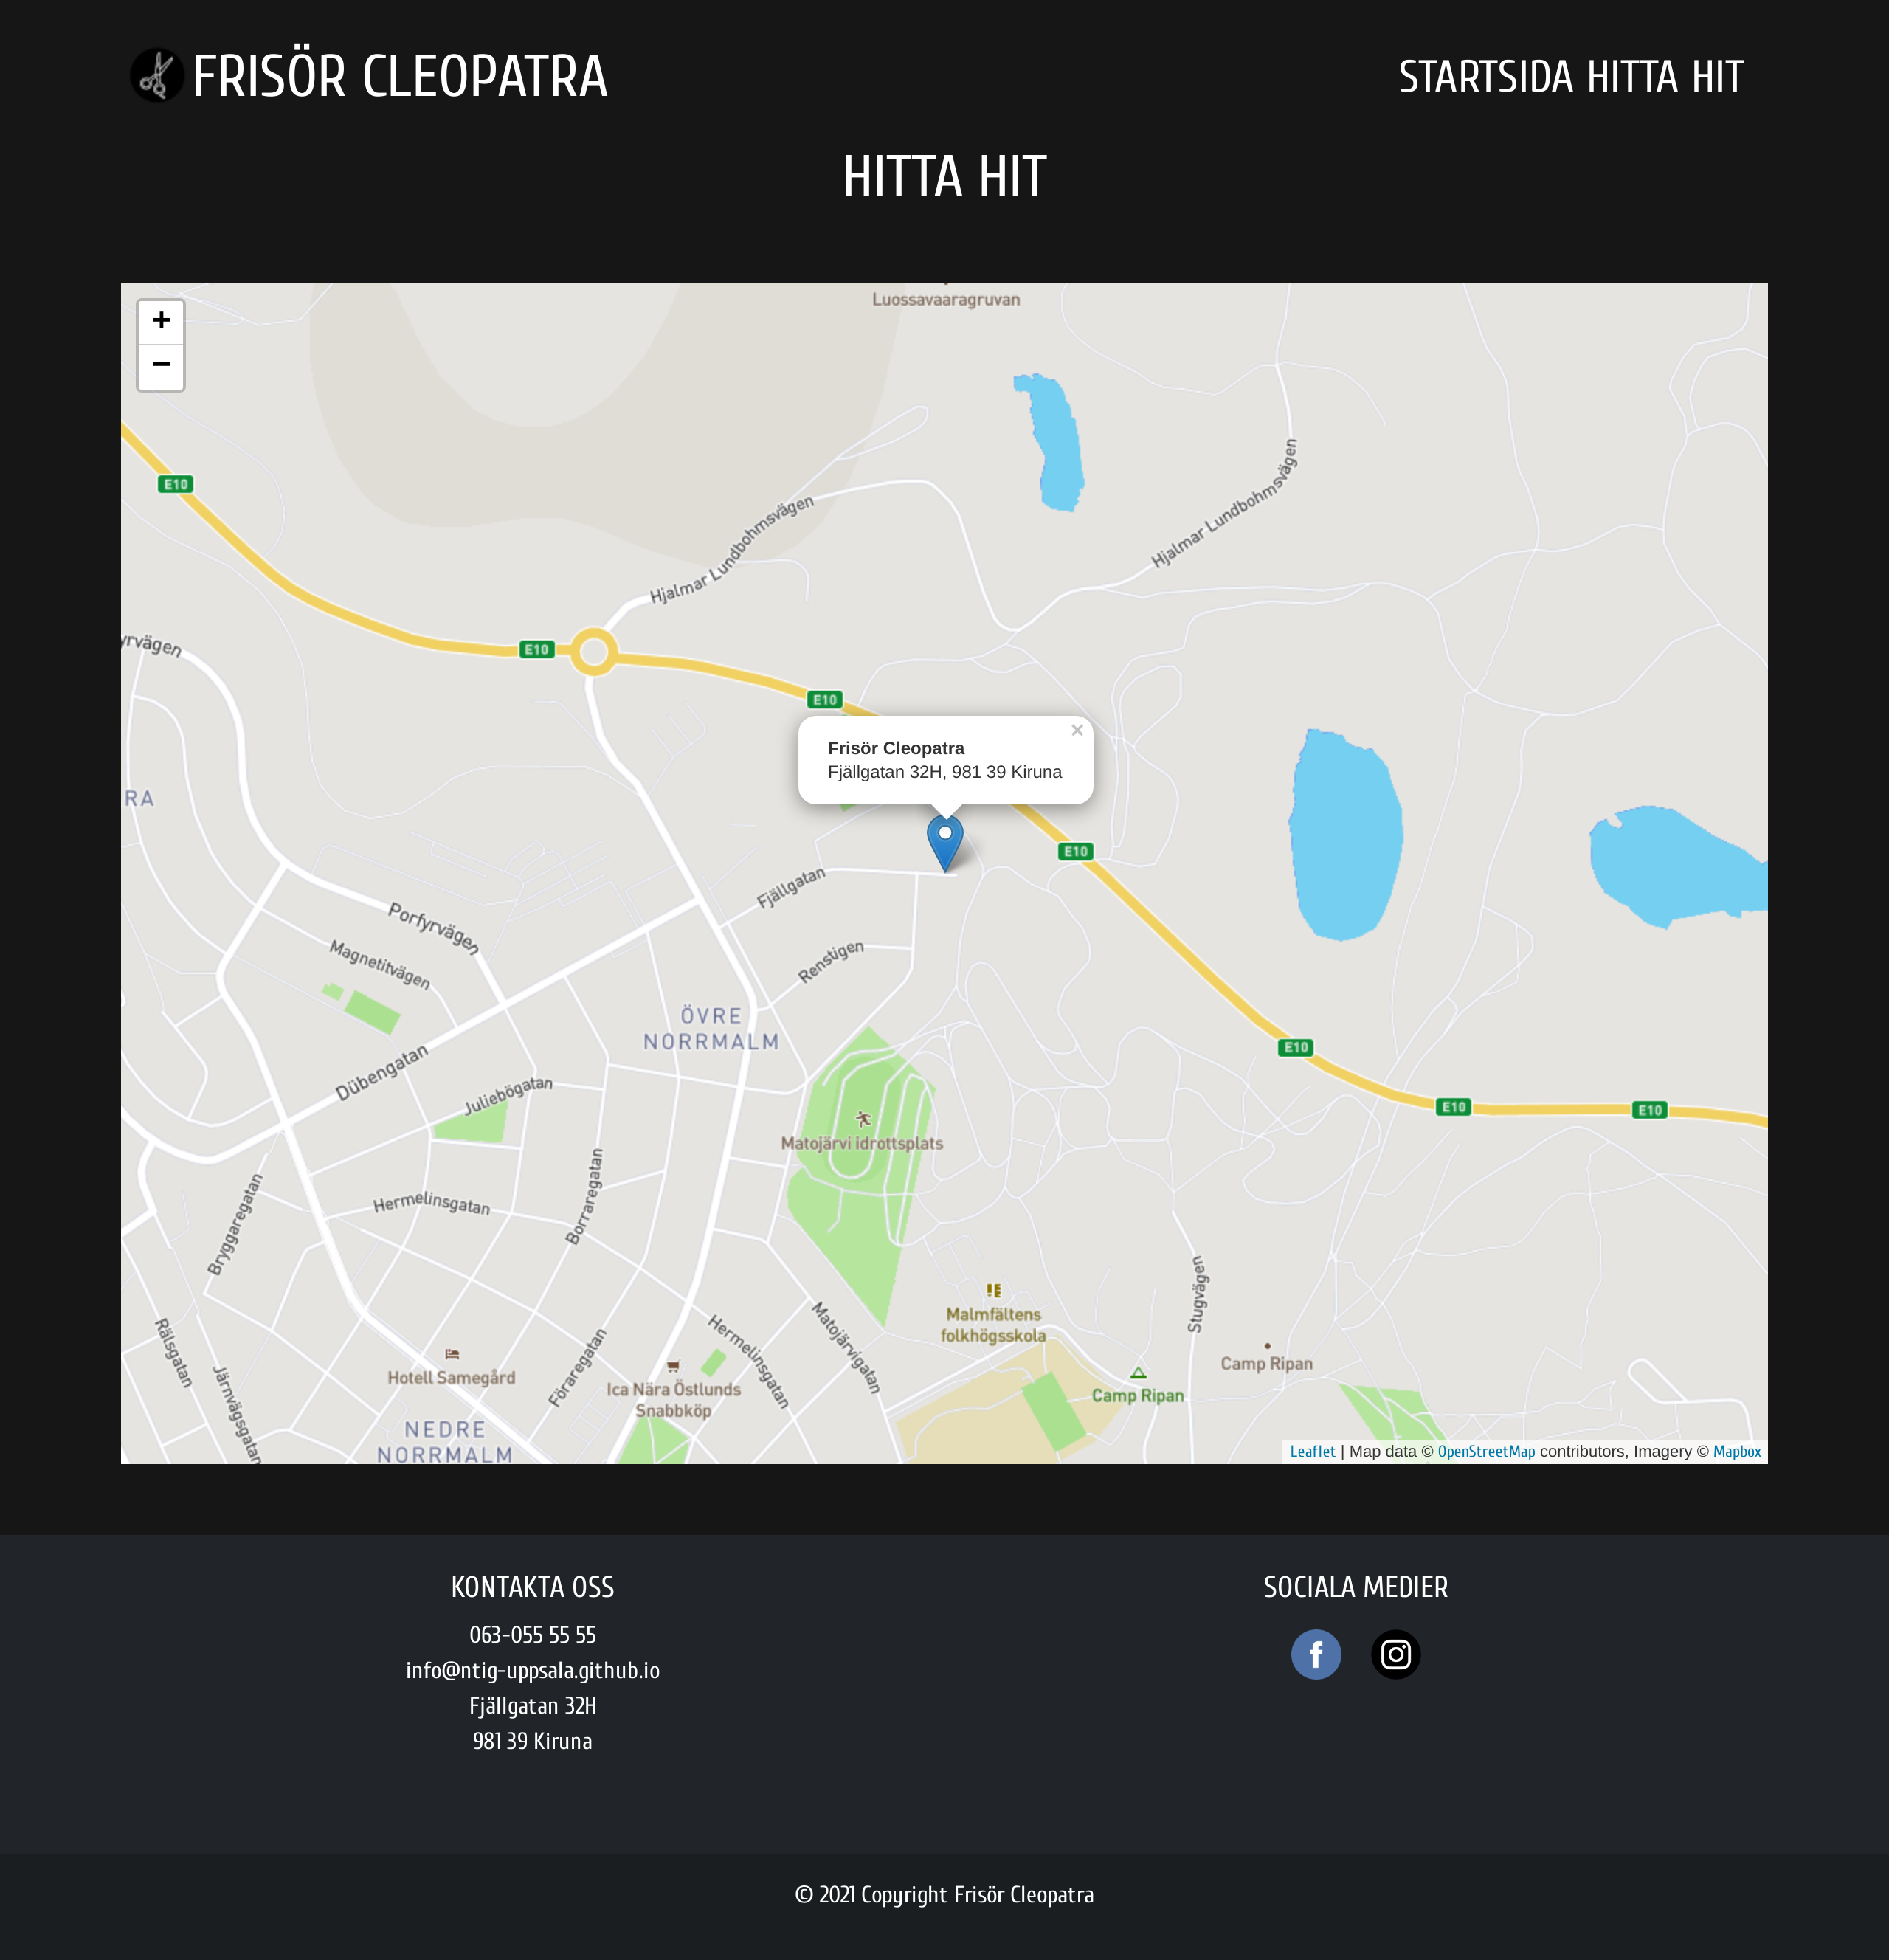 FRISÖR CLEOPATRA
STARTSIDA HITTA HIT
HITTA HIT
+
−
Luossavaaragruvan
E10
Hjalmar Lundbohmsvägen
Hjalmar Lundbohmsvägen
yrvägen
E10
E10
×
Frisör Cleopatra
Fjällgatan 32H, 981 39 Kiruna
RA
E10
Fjällgatan
Porfyrvägen
Magnetitvägen
Renstigen
ÖVRE
NORRMALM
E10
Dübengatan
Juliebögatan
E10
E10
Matojärvi idrottsplats
Borraregatan
Hermelinsgatan
Bryggaregatan
Stugvägen
Malmfältens
folkhögsskola
Rälsgatan
Järnvägsgatan
Hotell Samegård
Föraregatan
Ica Nära Östlunds
Snabbköp
Hermelinsgatan
Matojärvigatan
Camp Ripan
Camp Ripan
NEDRE
NORRMALM
Leaflet | Map data © OpenStreetMap contributors, Imagery © Mapbox
KONTAKTA OSS
063-055 55 55
info@ntig-uppsala.github.io
Fjällgatan 32H
981 39 Kiruna
SOCIALA MEDIER
© 2021 Copyright Frisör Cleopatra